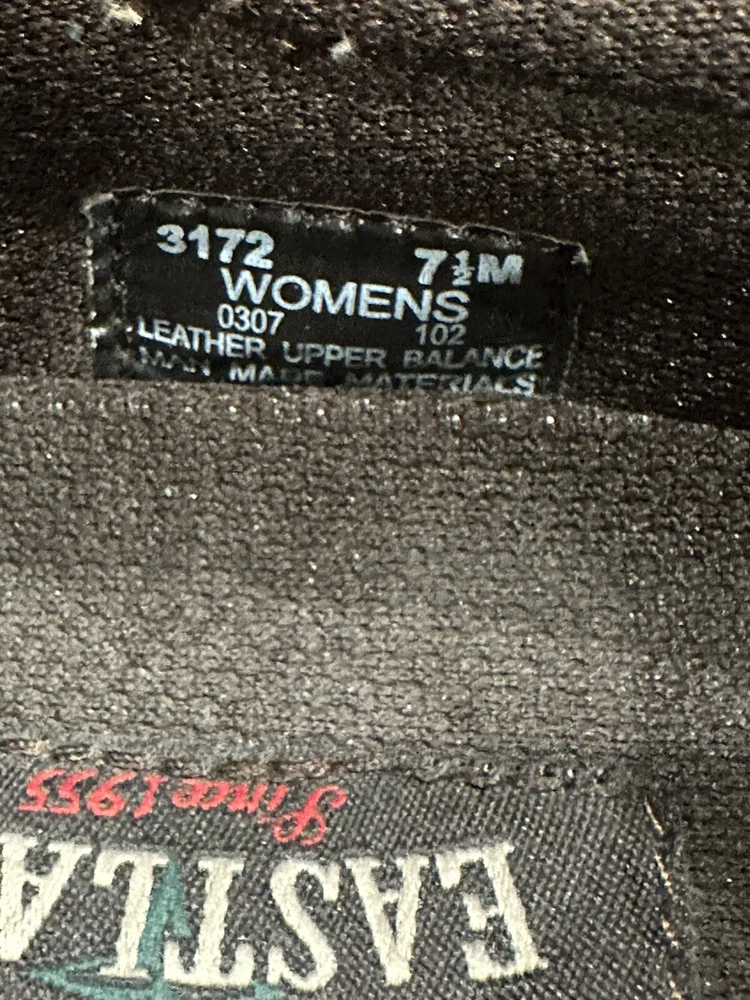 3172 7½M
WOMENS
0307 102
LEATHER UPPER BALANCE
MAN MADE MATERIALS
Since 1955
EASTLA